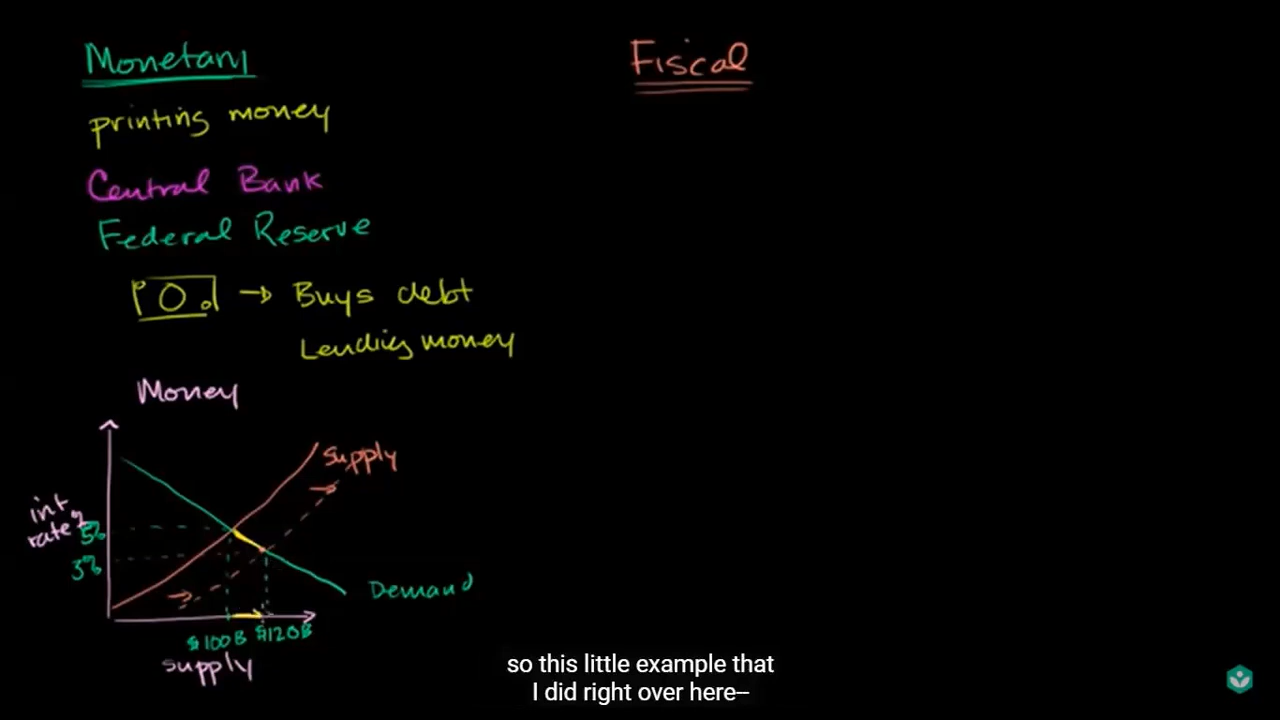 Monetary
Fiscal
printing money
Central Bank
Federal Reserve
→ Buys debt
Lending money
Money
supply
int
rate %
5%
3%
Demand
$100B $120B
supply
so this little example that
I did right over here–